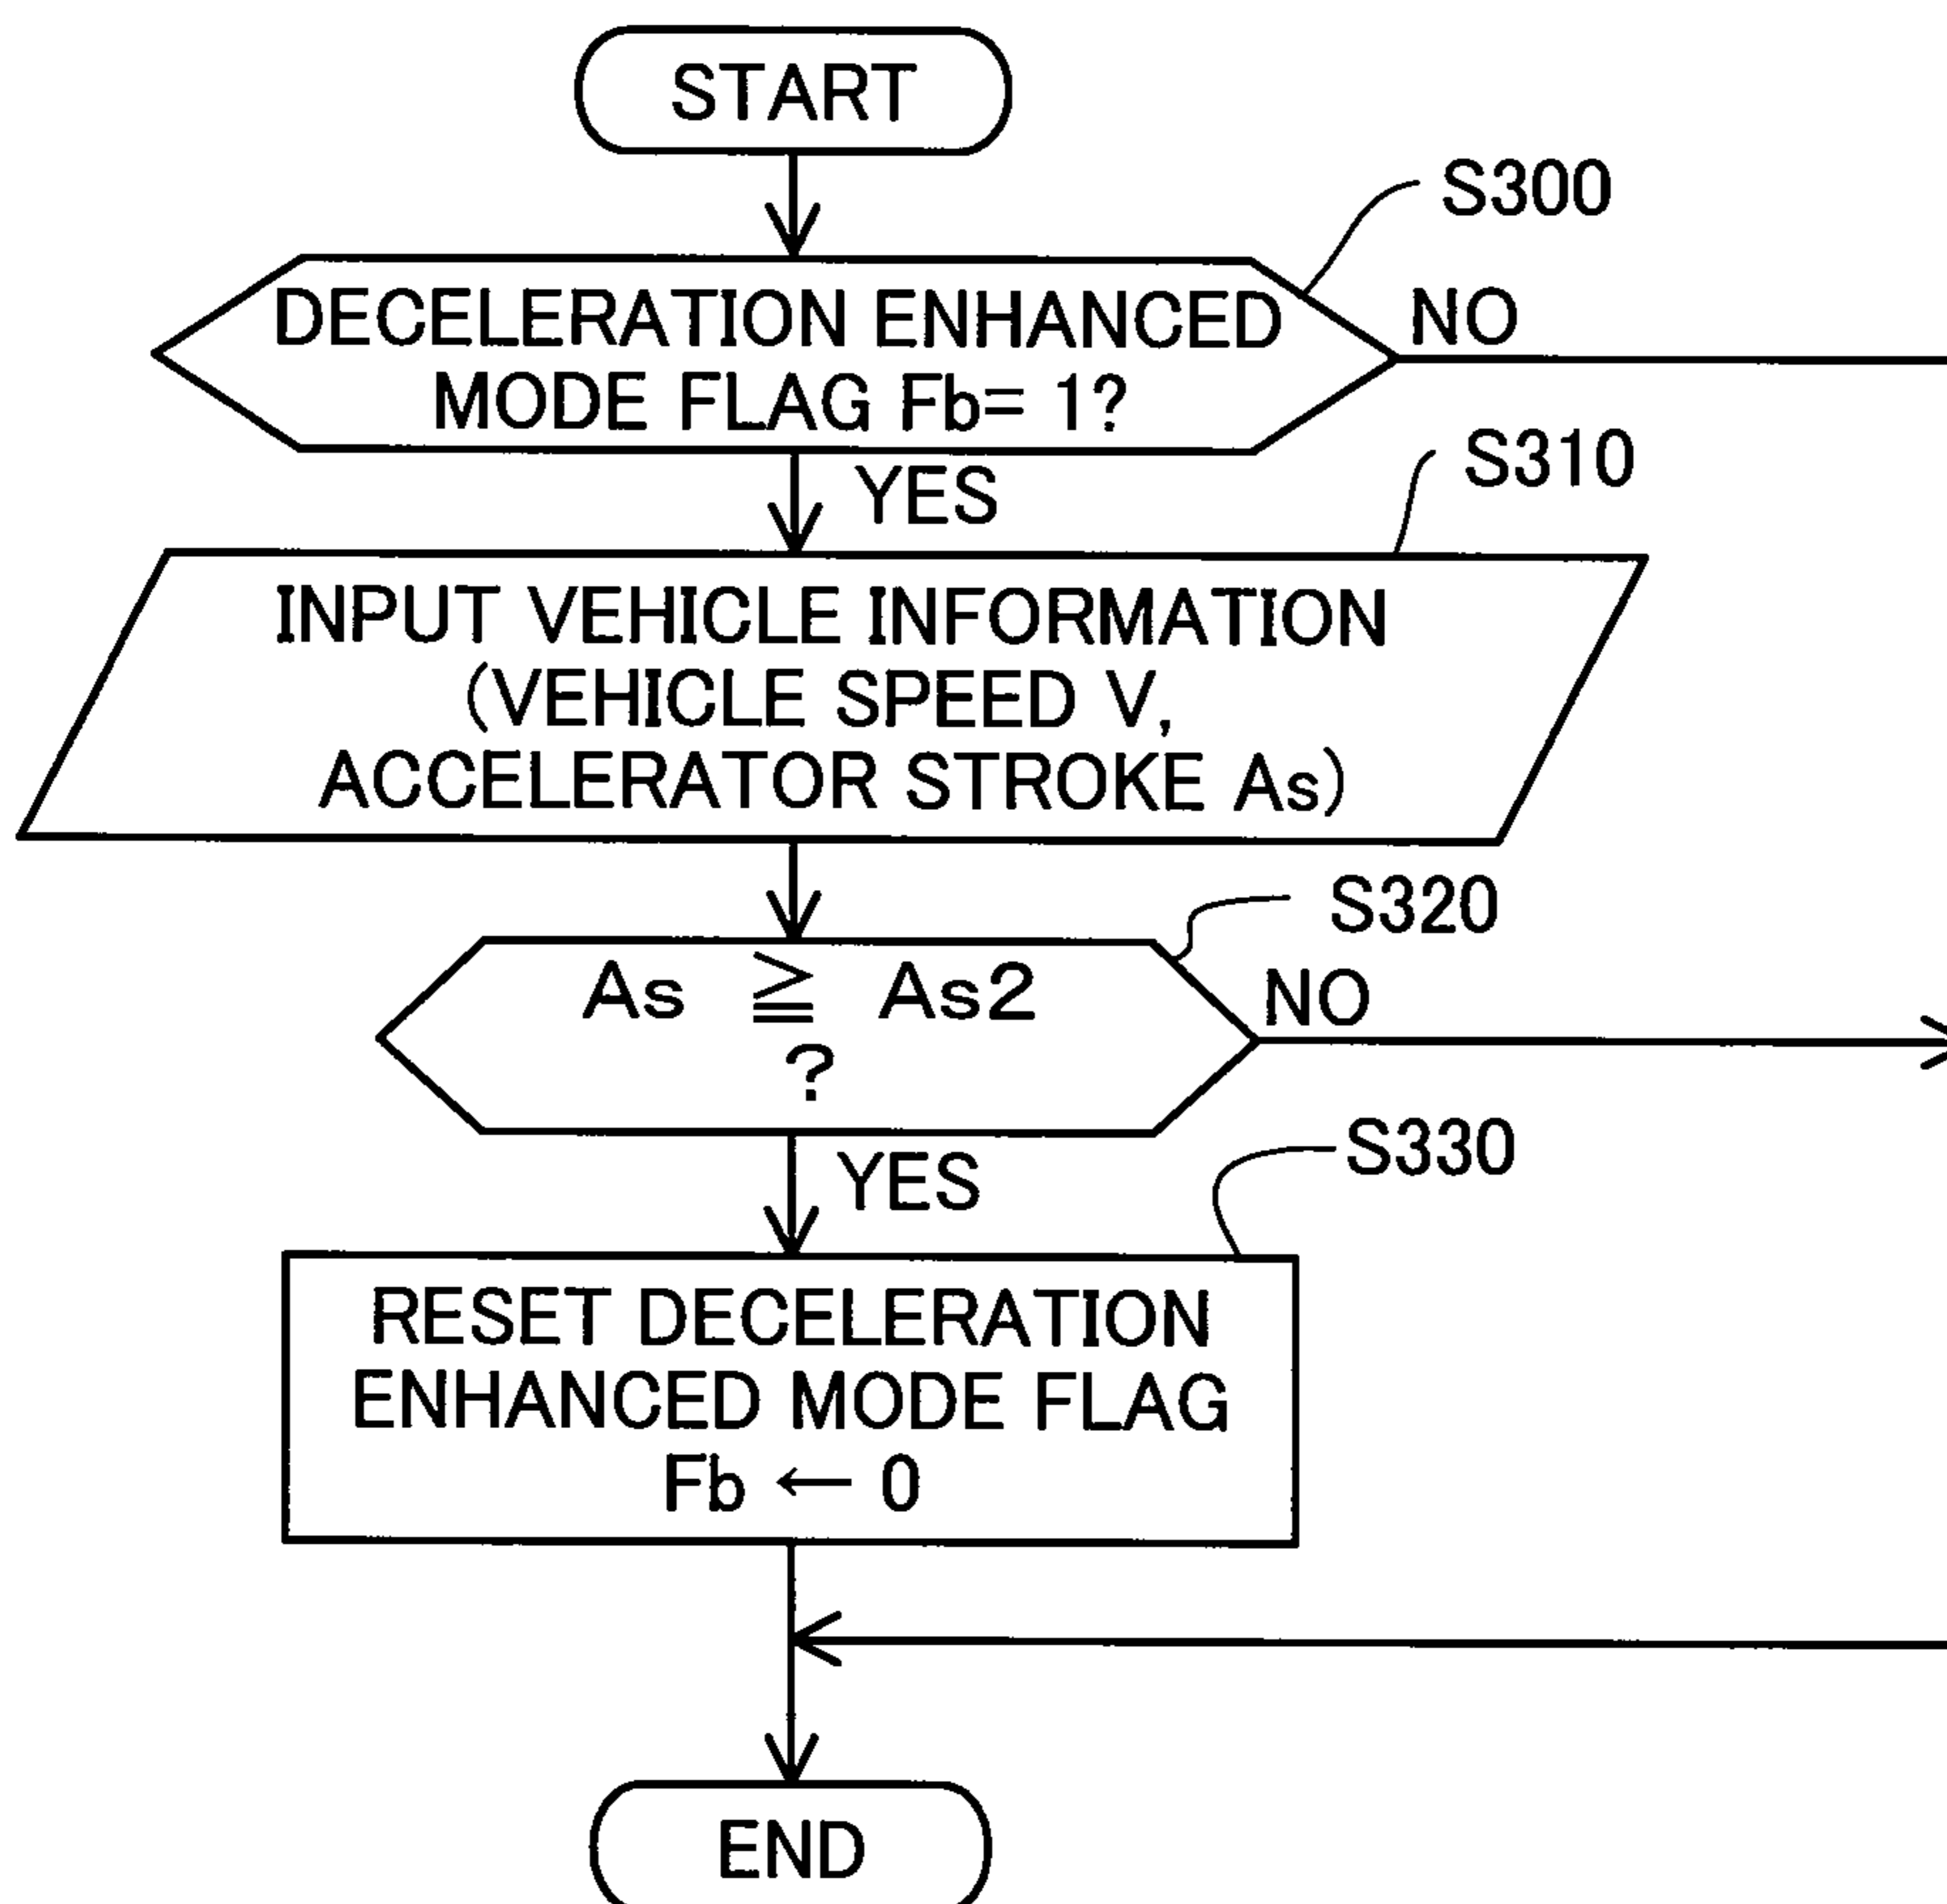 START
S300
DECELERATION ENHANCED
MODE FLAG Fb= 1?
NO
YES
S310
INPUT VEHICLE INFORMATION
(VEHICLE SPEED V,
ACCELERATOR STROKE As)
S320
As ≧ As2
?
NO
YES
S330
RESET DECELERATION
ENHANCED MODE FLAG
Fb ← 0
END